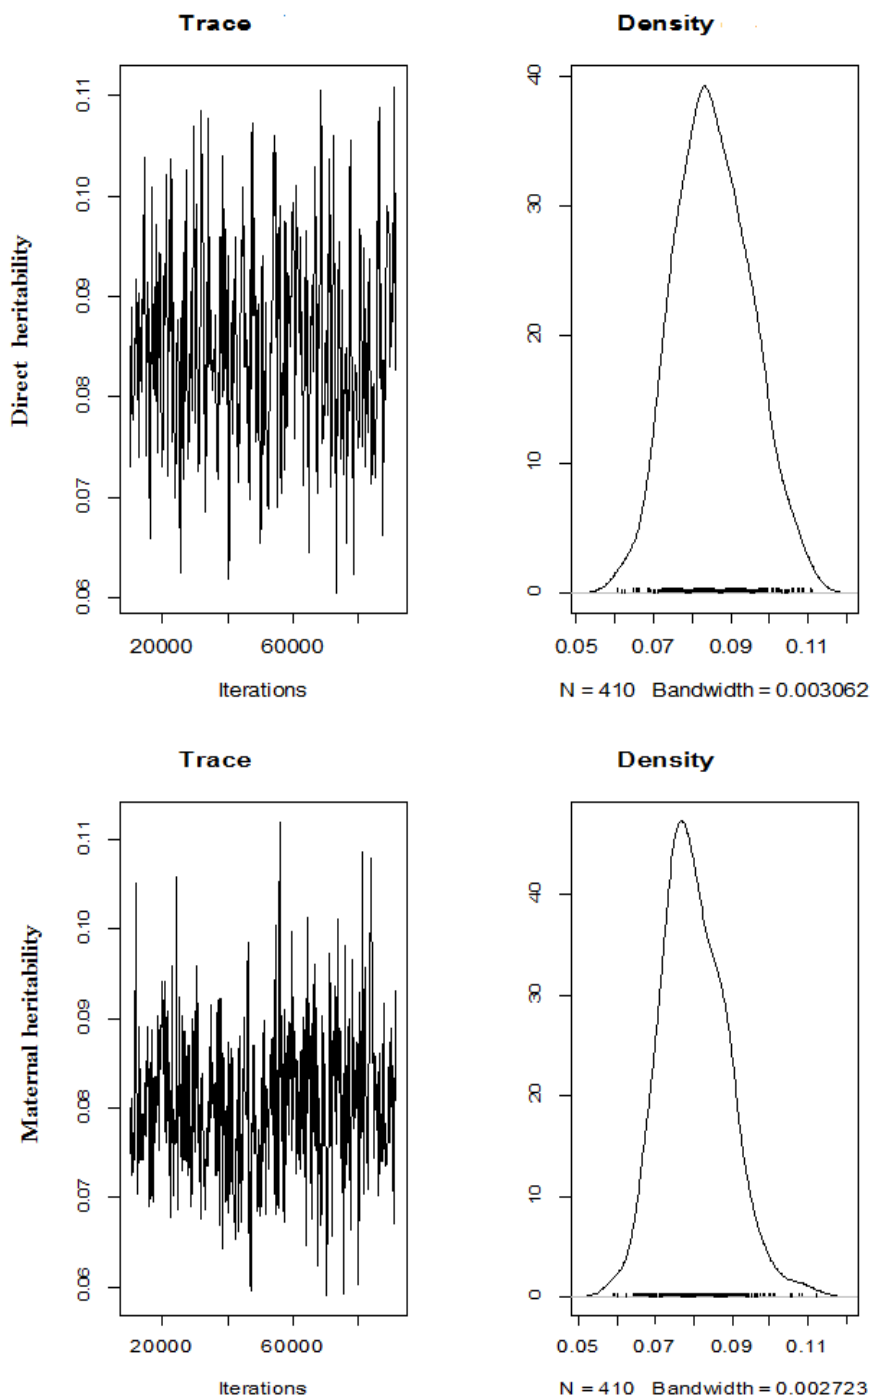 Trace
Density
Direct heritability
0.11
0.10
0.09
0.08
0.07
0.06
20000 60000
Iterations
40
30
20
10
0
0.05 0.07 0.09 0.11
N = 410 Bandwidth = 0.003062
Trace
Density
Maternal heritability
0.11
0.10
0.09
0.08
0.07
0.06
20000 60000
Iterations
40
30
20
10
0
0.05 0.07 0.09 0.11
N = 410 Bandwidth = 0.002723